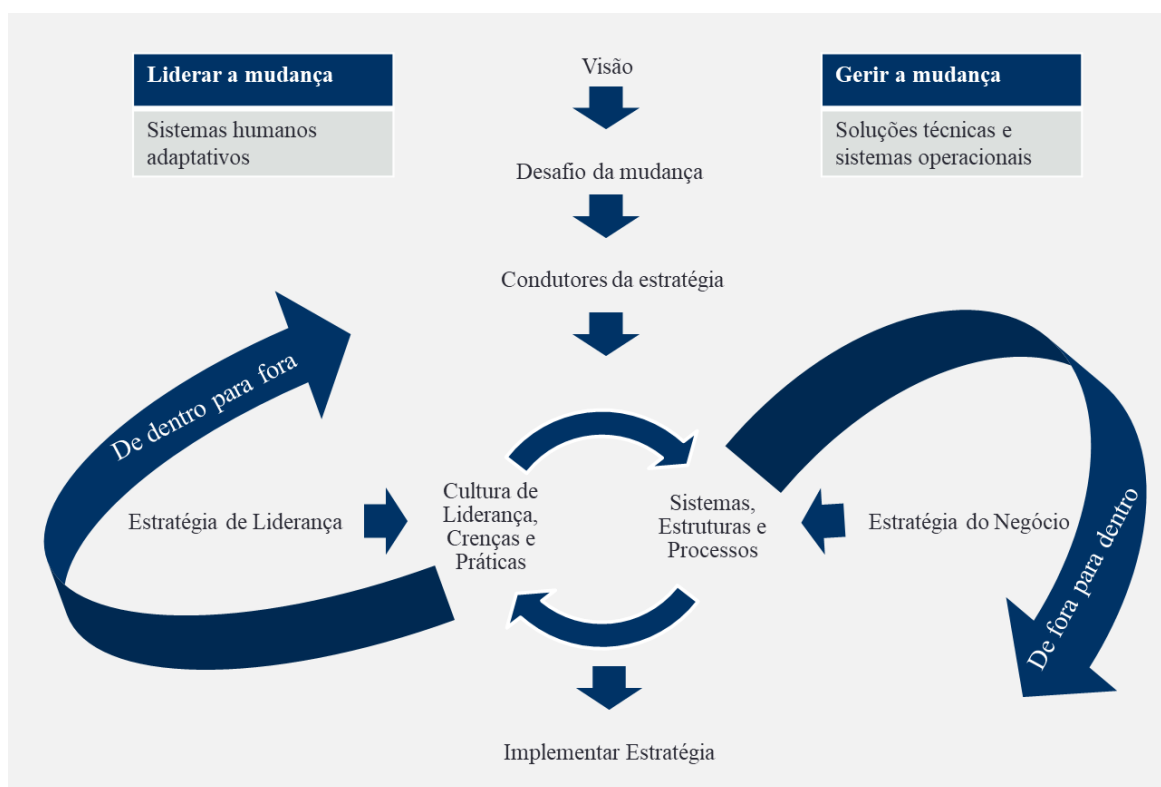 Liderar a mudança
Sistemas humanos
adaptativos
Visão
Gerir a mudança
Soluções técnicas e
sistemas operacionais
Desafio da mudança
Condutores da estratégia
De dentro para fora
Estratégia de Liderança
Cultura de
Liderança,
Crenças e
Práticas
Sistemas,
Estruturas e
Processos
Estratégia do Negócio
De fora para dentro
Implementar Estratégia